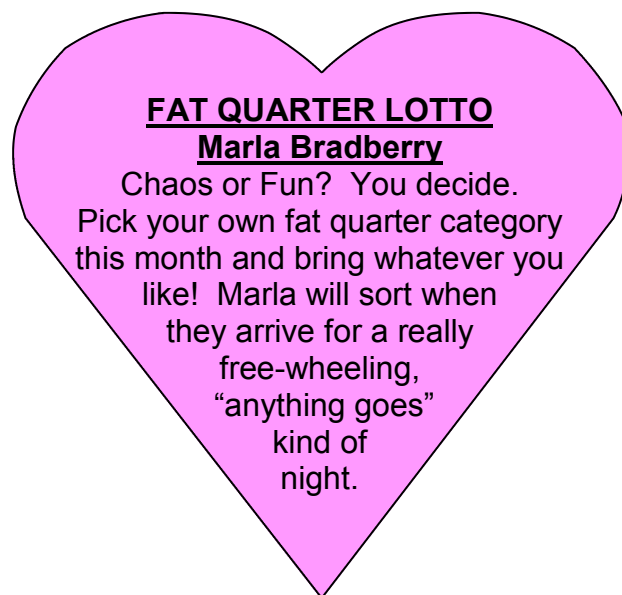 FAT QUARTER LOTTO
Marla Bradberry
Chaos or Fun?  You decide.
Pick your own fat quarter category
this month and bring whatever you
like!  Marla will sort when
they arrive for a really
free-wheeling,
“anything goes”
kind of
night.